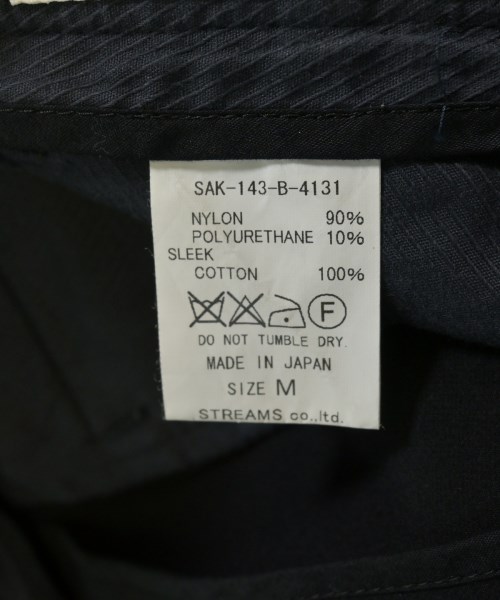 SAK-143-B-4131
NYLON 90%
POLYURETHANE 10%
SLEEK
COTTON 100%
F
DO NOT TUMBLE DRY.
MADE IN JAPAN
SIZE M
STREAMS co.,ltd.